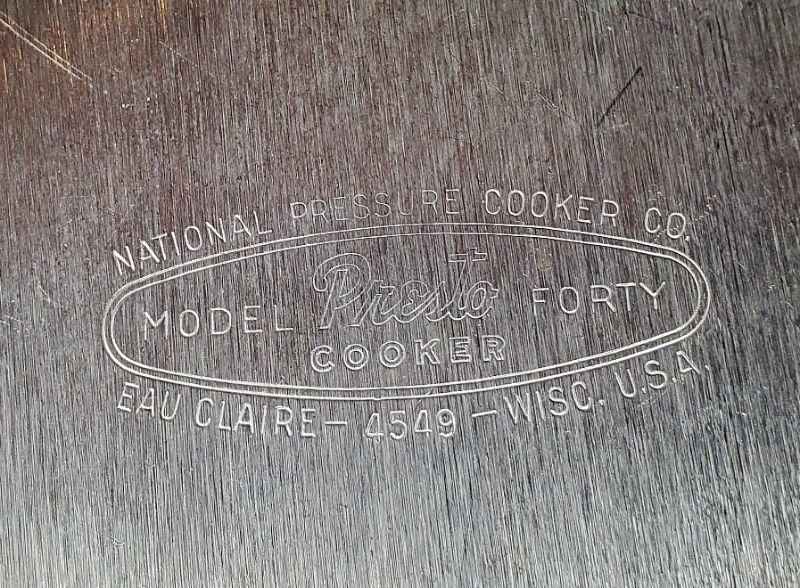 NATIONAL PRESSURE COOKER CO.
MODEL Presto FORTY
COOKER
EAU CLAIRE – 4549 – WISC. U.S.A.